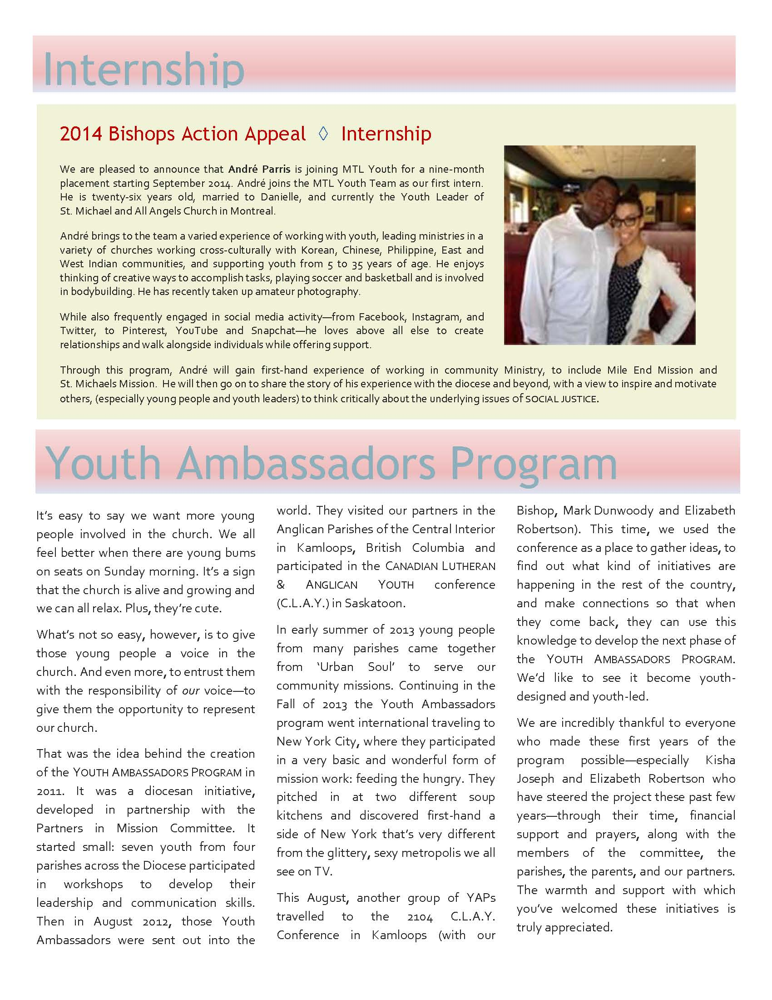 Internship
2014 Bishops Action Appeal ◊ Internship
We are pleased to announce that André Parris is joining MTL Youth for a nine-month
placement starting September 2014. André joins the MTL Youth Team as our first intern.
He is twenty-six years old, married to Danielle, and currently the Youth Leader of
St. Michael and All Angels Church in Montreal.
André brings to the team a varied experience of working with youth, leading ministries in a
variety of churches working cross-culturally with Korean, Chinese, Philippine, East and
West Indian communities, and supporting youth from 5 to 35 years of age. He enjoys
thinking of creative ways to accomplish tasks, playing soccer and basketball and is involved
in bodybuilding. He has recently taken up amateur photography.
While also frequently engaged in social media activity—from Facebook, Instagram, and
Twitter, to Pinterest, YouTube and Snapchat—he loves above all else to create
relationships and walk alongside individuals while offering support.
Through this program, André will gain first-hand experience of working in community Ministry, to include Mile End Mission and
St. Michaels Mission. He will then go on to share the story of his experience with the diocese and beyond, with a view to inspire and motivate
others, (especially young people and youth leaders) to think critically about the underlying issues of SOCIAL JUSTICE.
Youth Ambassadors Program
It's easy to say we want more young
people involved in the church. We all
feel better when there are young bums
on seats on Sunday morning. It's a sign
that the church is alive and growing and
we can all relax. Plus, they're cute.
What's not so easy, however, is to give
those young people a voice in the
church. And even more, to entrust them
with the responsibility of our voice—to
give them the opportunity to represent
our church.
That was the idea behind the creation
of the YOUTH AMBASSADORS PROGRAM in
2011. It was a diocesan initiative,
developed in partnership with the
Partners in Mission Committee. It
started small: seven youth from four
parishes across the Diocese participated
in workshops to develop their
leadership and communication skills.
Then in August 2012, those Youth
Ambassadors were sent out into the
world. They visited our partners in the
Anglican Parishes of the Central Interior
in Kamloops, British Columbia and
participated in the CANADIAN LUTHERAN
& ANGLICAN YOUTH conference
(C.L.A.Y.) in Saskatoon.
In early summer of 2013 young people
from many parishes came together
from 'Urban Soul' to serve our
community missions. Continuing in the
Fall of 2013 the Youth Ambassadors
program went international traveling to
New York City, where they participated
in a very basic and wonderful form of
mission work: feeding the hungry. They
pitched in at two different soup
kitchens and discovered first-hand a
side of New York that's very different
from the glittery, sexy metropolis we all
see on TV.
This August, another group of YAPs
travelled to the 2104 C.L.A.Y.
Conference in Kamloops (with our
Bishop, Mark Dunwoody and Elizabeth
Robertson). This time, we used the
conference as a place to gather ideas, to
find out what kind of initiatives are
happening in the rest of the country,
and make connections so that when
they come back, they can use this
knowledge to develop the next phase of
the YOUTH AMBASSADORS PROGRAM.
We'd like to see it become youth-
designed and youth-led.
We are incredibly thankful to everyone
who made these first years of the
program possible—especially Kisha
Joseph and Elizabeth Robertson who
have steered the project these past few
years—through their time, financial
support and prayers, along with the
members of the committee, the
parishes, the parents, and our partners.
The warmth and support with which
you've welcomed these initiatives is
truly appreciated.